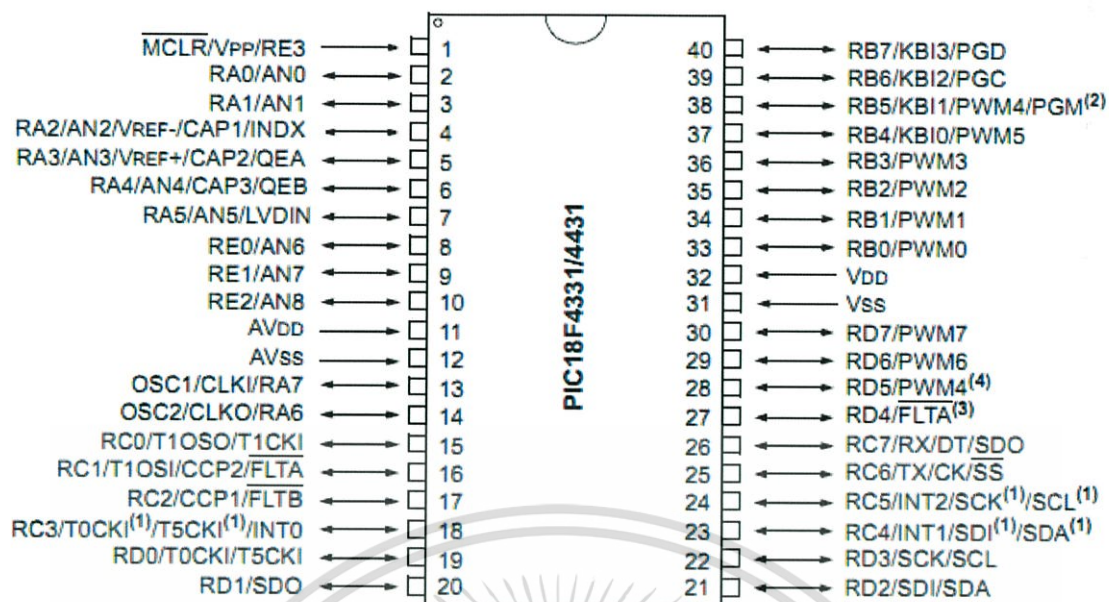 MCLR/VPP/RE3 1 40 RB7/KBI3/PGD
RA0/AN0 2 39 RB6/KBI2/PGC
RA1/AN1 3 38 RB5/KBI1/PWM4/PGM(2)
RA2/AN2/VREF-/CAP1/INDX 4 37 RB4/KBI0/PWM5
RA3/AN3/VREF+/CAP2/QEA 5 36 RB3/PWM3
RA4/AN4/CAP3/QEB 6 35 RB2/PWM2
RA5/AN5/LVDIN 7 34 RB1/PWM1
RE0/AN6 8 33 RB0/PWM0
RE1/AN7 9 32 VDD
RE2/AN8 10 31 VSS
AVDD 11 30 RD7/PWM7
AVSS 12 29 RD6/PWM6
OSC1/CLKI/RA7 13 28 RD5/PWM4(4)
OSC2/CLKO/RA6 14 27 RD4/FLTA(3)
RC0/T1OSO/T1CKI 15 26 RC7/RX/DT/SDO
RC1/T1OSI/CCP2/FLTA 16 25 RC6/TX/CK/SS
RC2/CCP1/FLTB 17 24 RC5/INT2/SCK(1)/SCL(1)
RC3/T0CKI(1)/T5CKI(1)/INT0 18 23 RC4/INT1/SDI(1)/SDA(1)
RD0/T0CKI/T5CKI 19 22 RD3/SCK/SCL
RD1/SDO 20 21 RD2/SDI/SDA
PIC18F4331/4431